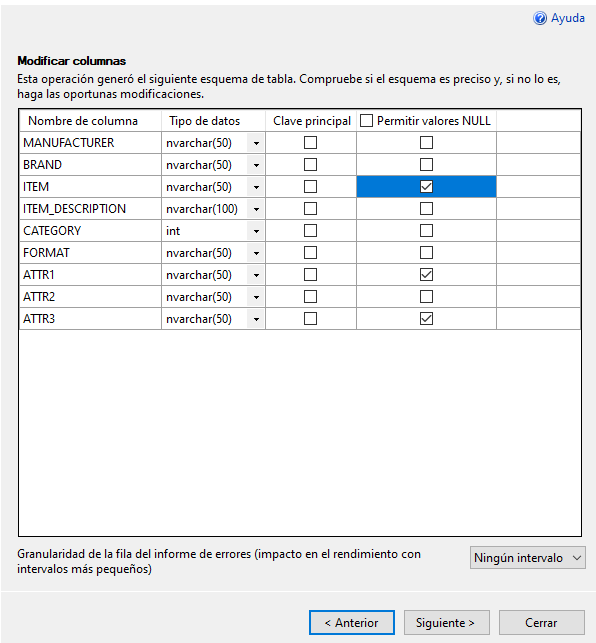 Ayuda
Modificar columnas
Esta operación generó el siguiente esquema de tabla. Compruebe si el esquema es preciso y, si no lo es,
haga las oportunas modificaciones.
Nombre de columna Tipo de datos Clave principal Permitir valores NULL
MANUFACTURER nvarchar(50)
BRAND nvarchar(50)
ITEM nvarchar(50)
ITEM_DESCRIPTION nvarchar(100)
CATEGORY int
FORMAT nvarchar(50)
ATTR1 nvarchar(50)
ATTR2 nvarchar(50)
ATTR3 nvarchar(50)
Granularidad de la fila del informe de errores (impacto en el rendimiento con
intervalos más pequeños)
Ningún intervalo
< Anterior Siguiente > Cerrar